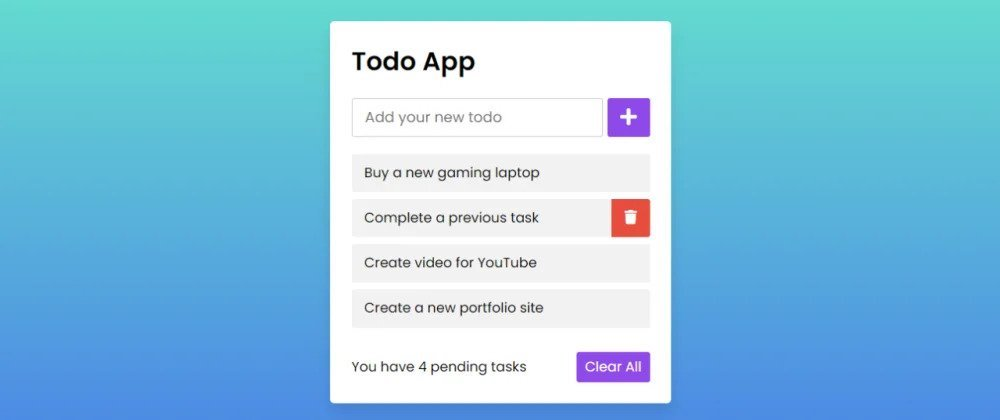 Todo App
Add your new todo
Buy a new gaming laptop
Complete a previous task
Create video for YouTube
Create a new portfolio site
You have 4 pending tasks Clear All